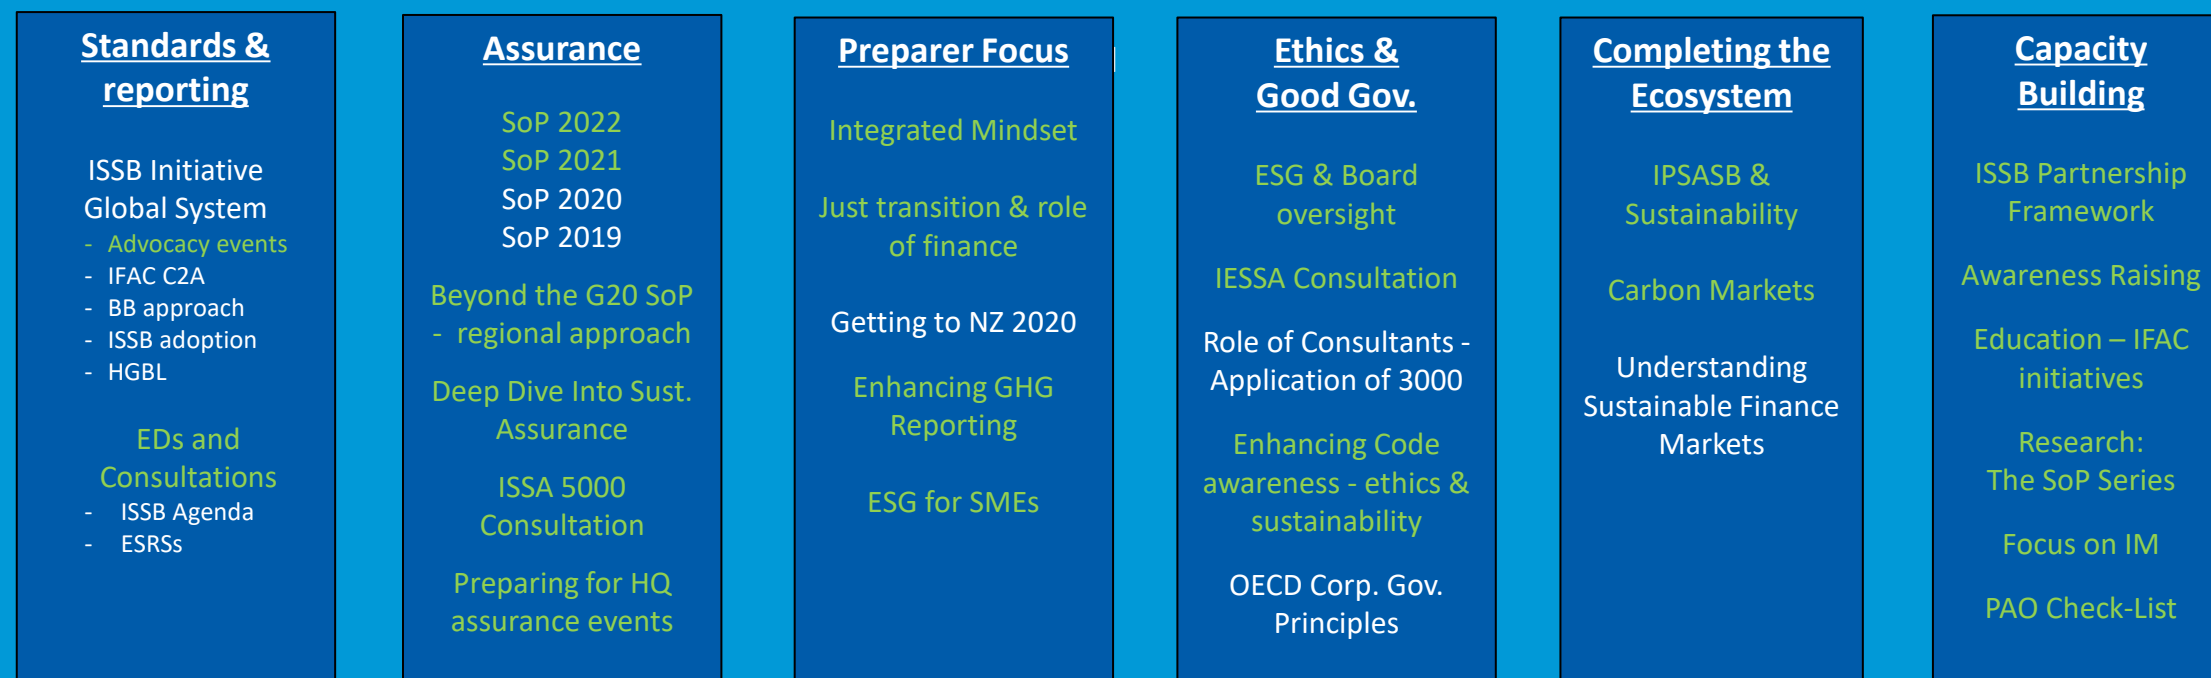 Standards &
reporting
ISSB Initiative
Global System
- Advocacy events
- IFAC C2A
- BB approach
- ISSB adoption
- HGBL
EDs and
Consultations
- ISSB Agenda
- ESRSs
Assurance
SoP 2022
SoP 2021
SoP 2020
SoP 2019
Beyond the G20 SoP
- regional approach
Deep Dive Into Sust.
Assurance
ISSA 5000
Consultation
Preparing for HQ
assurance events
Preparer Focus
Integrated Mindset
Just transition & role
of finance
Getting to NZ 2020
Enhancing GHG
Reporting
ESG for SMEs
Ethics &
Good Gov.
ESG & Board
oversight
IESSA Consultation
Role of Consultants -
Application of 3000
Enhancing Code
awareness - ethics &
sustainability
OECD Corp. Gov.
Principles
Completing the
Ecosystem
IPSASB &
Sustainability
Carbon Markets
Understanding
Sustainable Finance
Markets
Capacity
Building
ISSB Partnership
Framework
Awareness Raising
Education – IFAC
initiatives
Research:
The SoP Series
Focus on IM
PAO Check-List